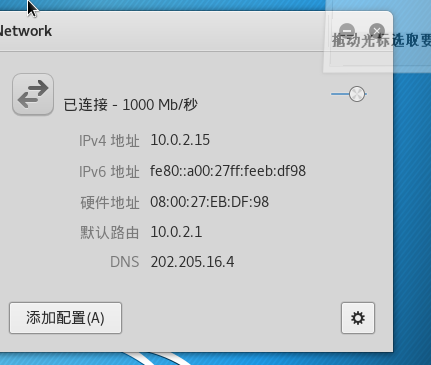 Network
拖动光标选取要
已连接 - 1000 Mb/秒
IPv4 地址 10.0.2.15
IPv6 地址 fe80::a00:27ff:feeb:df98
硬件地址 08:00:27:EB:DF:98
默认路由 10.0.2.1
DNS 202.205.16.4
添加配置(A)